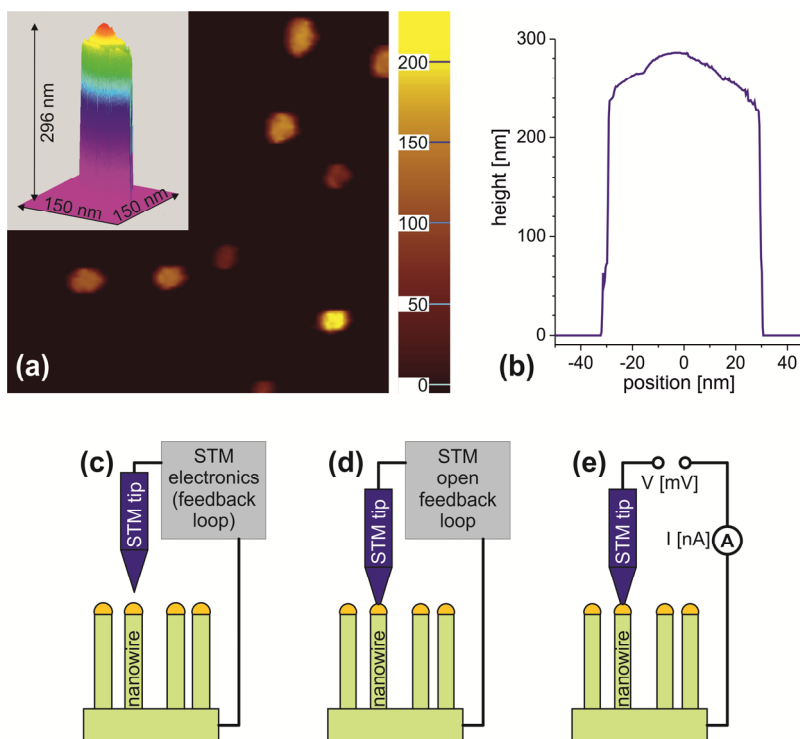 296 nm
150 nm
150 nm
(a)
200
150
100
50
0
height [nm]
300
200
100
0
-40
-20
0
20
40
position [nm]
(b)
(c)
STM
electronics
(feedback
loop)
STM tip
nanowire
(d)
STM
open
feedback
loop
STM tip
nanowire
(e)
V [mV]
I [nA]
A
STM tip
nanowire